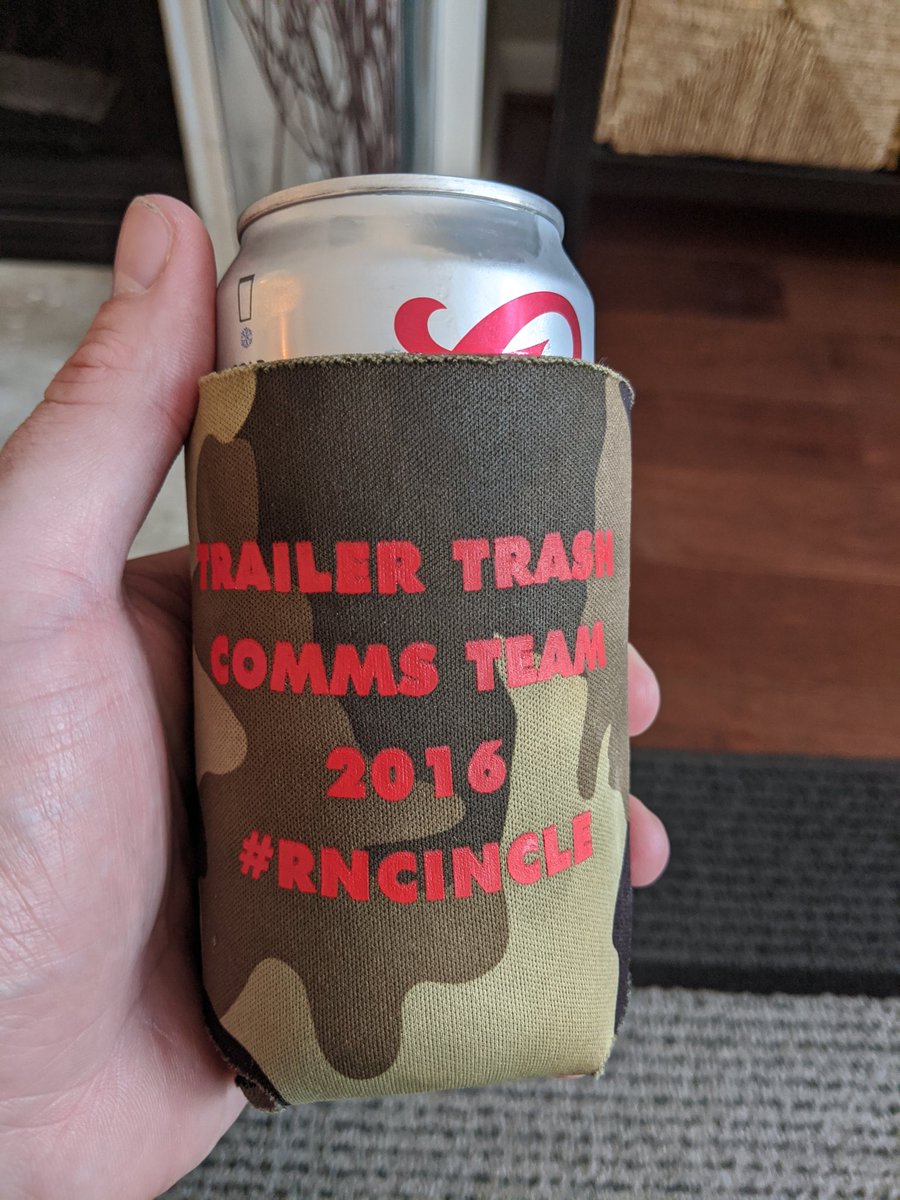 TRAILER TRASH
COMMS TEAM
2016
#RNCINCLE